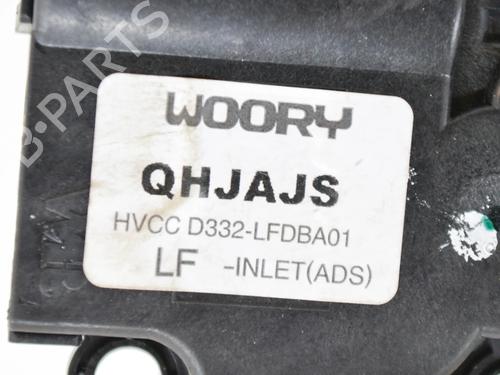 B-PARTS
WOORY
QHJAJS
HVCC D332-LFDBA01
LF -INLET(ADS)